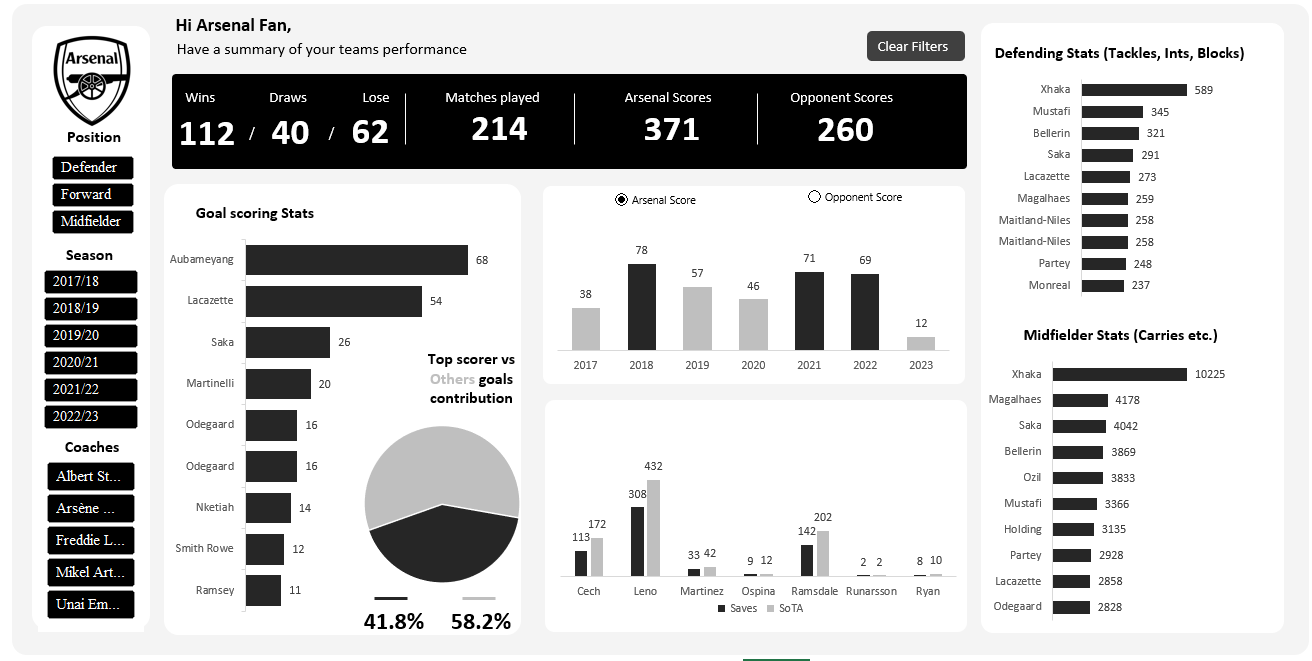 Hi Arsenal Fan,
Have a summary of your teams performance
Clear Filters
Arsenal
Position
Defender
Forward
Midfielder
Season
2017/18
2018/19
2019/20
2020/21
2021/22
2022/23
Coaches
Albert St...
Arsène ...
Freddie L...
Mikel Art...
Unai Em...
Wins Draws Lose Matches played Arsenal Scores Opponent Scores
112 / 40 / 62 214 371 260
Goal scoring Stats
Aubameyang 68
Lacazette 54
Saka 26
Martinelli 20
Odegaard 16
Odegaard 16
Nketiah 14
Smith Rowe 12
Ramsey 11
Top scorer vs
Others goals
contribution
41.8% 58.2%
Arsenal Score Opponent Score
38 78 57 46 71 69 12
2017 2018 2019 2020 2021 2022 2023
113 172 308 432 33 42 9 12 142 202 2 2 8 10
Cech Leno Martinez Ospina Ramsdale Runarsson Ryan
Saves SoTA
Defending Stats (Tackles, Ints, Blocks)
Xhaka 589
Mustafi 345
Bellerin 321
Saka 291
Lacazette 273
Magalhaes 259
Maitland-Niles 258
Maitland-Niles 258
Partey 248
Monreal 237
Midfielder Stats (Carries etc.)
Xhaka 10225
Magalhaes 4178
Saka 4042
Bellerin 3869
Ozil 3833
Mustafi 3366
Holding 3135
Partey 2928
Lacazette 2858
Odegaard 2828